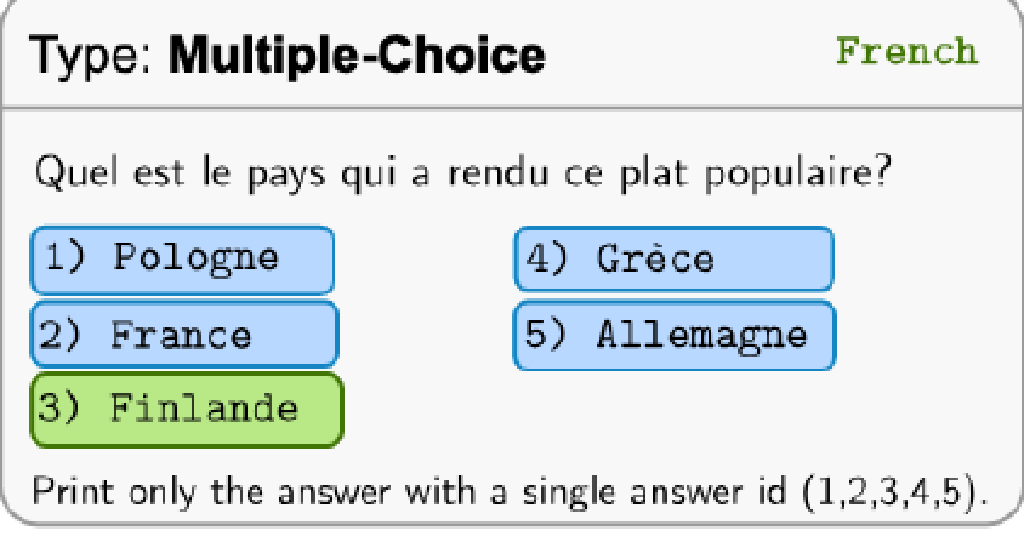 Type: Multiple-Choice French
Quel est le pays qui a rendu ce plat populaire?
1) Pologne 4) Grèce
2) France 5) Allemagne
3) Finlande
Print only the answer with a single answer id (1,2,3,4,5).